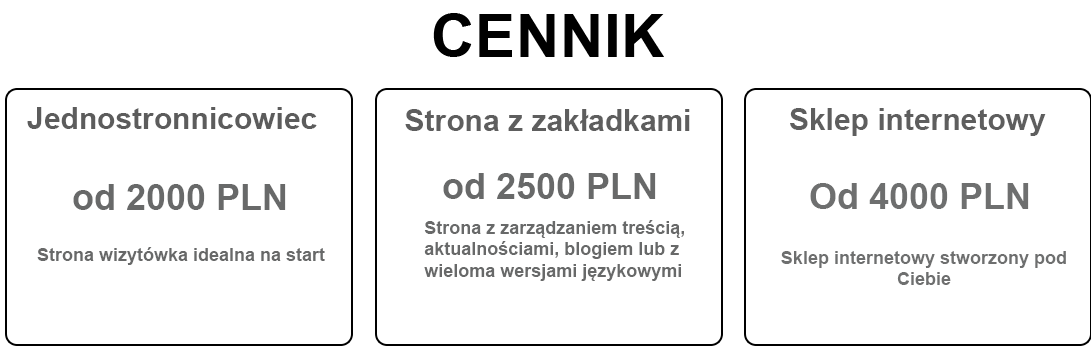 CENNIK
Jednostronnicowiec
od 2000 PLN
Strona wizytówka idealna na start
Strona z zakładkami
od 2500 PLN
Strona z zarządzaniem treścią,
aktualnościami, blogiem lub z
wieloma wersjami językowymi
Sklep internetowy
Od 4000 PLN
Sklep internetowy stworzony pod
Ciebie